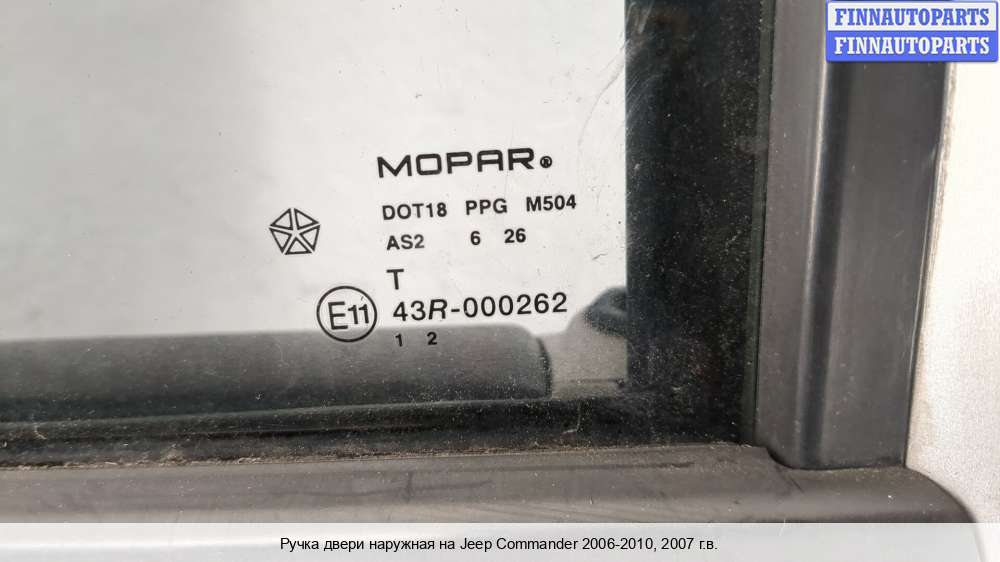 FINNAUTOPARTS
FINNAUTOPARTS
MOPAR®
DOT18 PPG M504
AS2 6 26
T
E11 43R-000262
1 2
Ручка двери наружная на Jeep Commander 2006-2010, 2007 г.в.